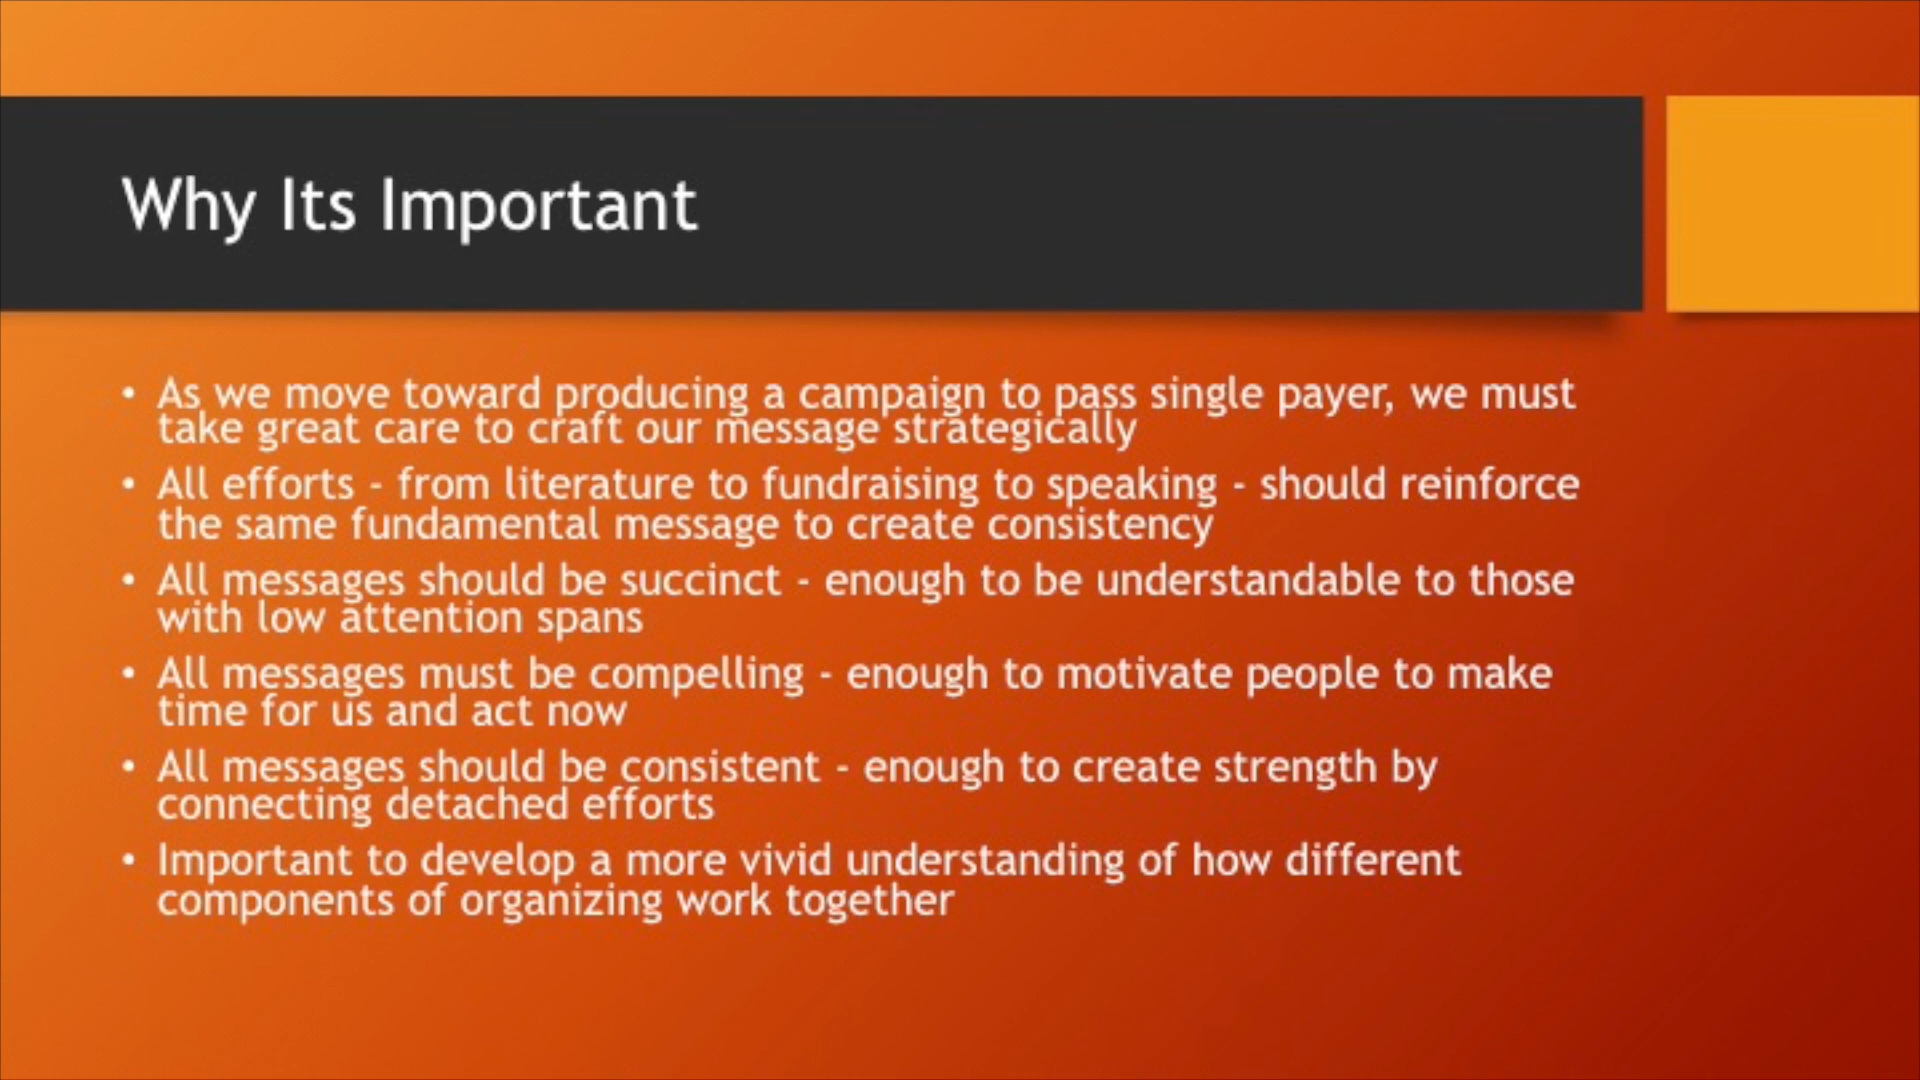 Why Its Important
• As we move toward producing a campaign to pass single payer, we must
take great care to craft our message strategically
• All efforts - from literature to fundraising to speaking - should reinforce
the same fundamental message to create consistency
• All messages should be succinct - enough to be understandable to those
with low attention spans
• All messages must be compelling - enough to motivate people to make
time for us and act now
• All messages should be consistent - enough to create strength by
connecting detached efforts
• Important to develop a more vivid understanding of how different
components of organizing work together